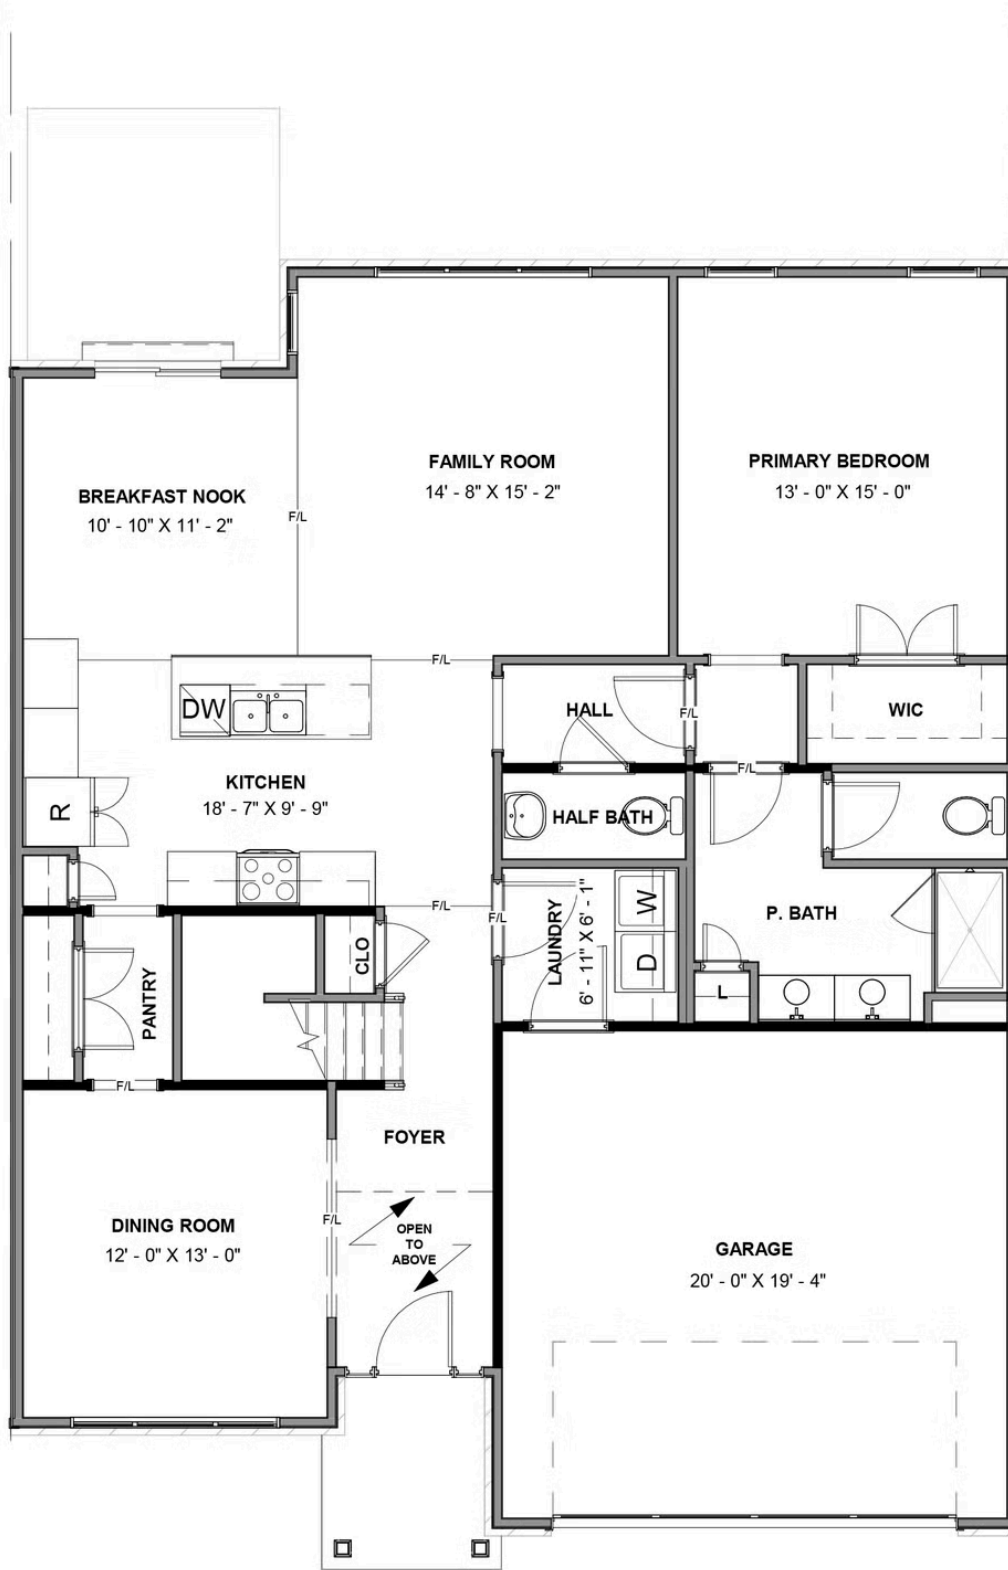 FAMILY ROOM
14' - 8" X 15' - 2"
PRIMARY BEDROOM
13' - 0" X 15' - 0"
BREAKFAST NOOK
10' - 10" X 11' - 2"
F/L
F/L
DW
HALL
F/L
WIC
KITCHEN
18' - 7" X 9' - 9"
F/L
R
HALF BATH
F/L
F/L
CLO
LAUNDRY
6' - 11" X 6' - 1"
W
D
P. BATH
L
PANTRY
F/L
FOYER
DINING ROOM
12' - 0" X 13' - 0"
F/L
OPEN
TO
ABOVE
GARAGE
20' - 0" X 19' - 4"